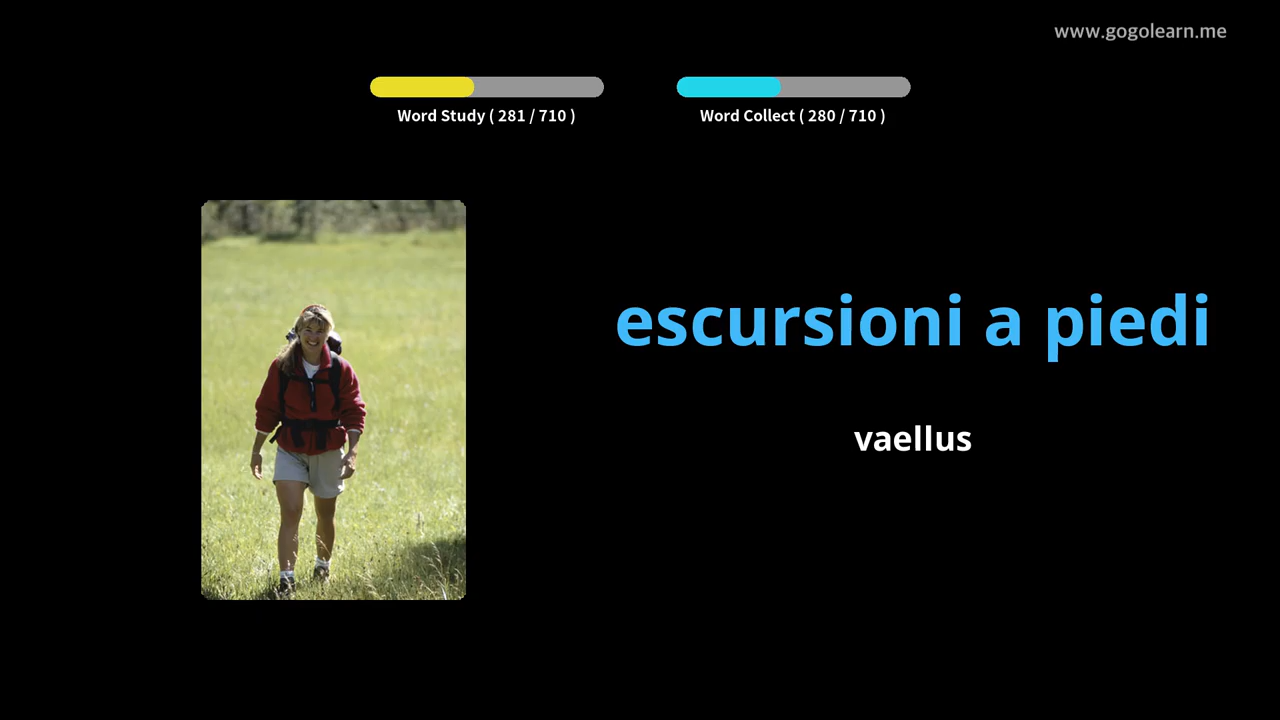 www.gogolearn.me
Word Study ( 281 / 710 )
Word Collect ( 280 / 710 )
escursioni a piedi
vaellus